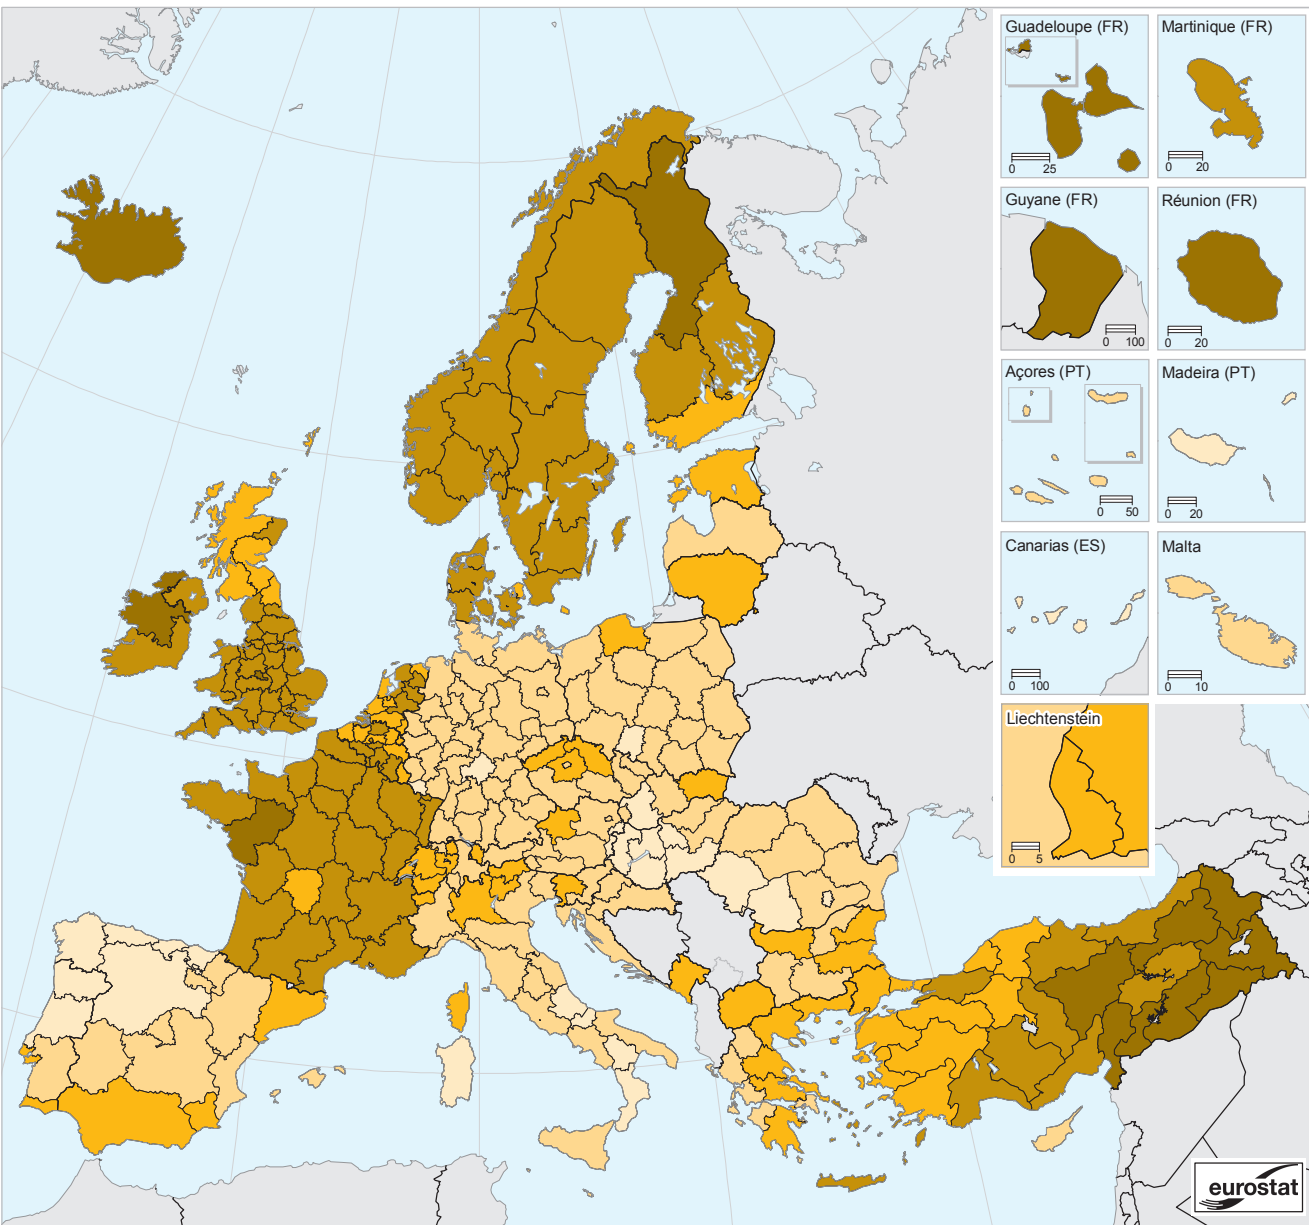 Guadeloupe (FR)
0 25
Martinique (FR)
0 20
Guyane (FR)
0 100
Réunion (FR)
0 20
Açores (PT)
0 50
Madeira (PT)
0 20
Canarias (ES)
0 100
Malta
0 10
Liechtenstein
0 5
eurostat